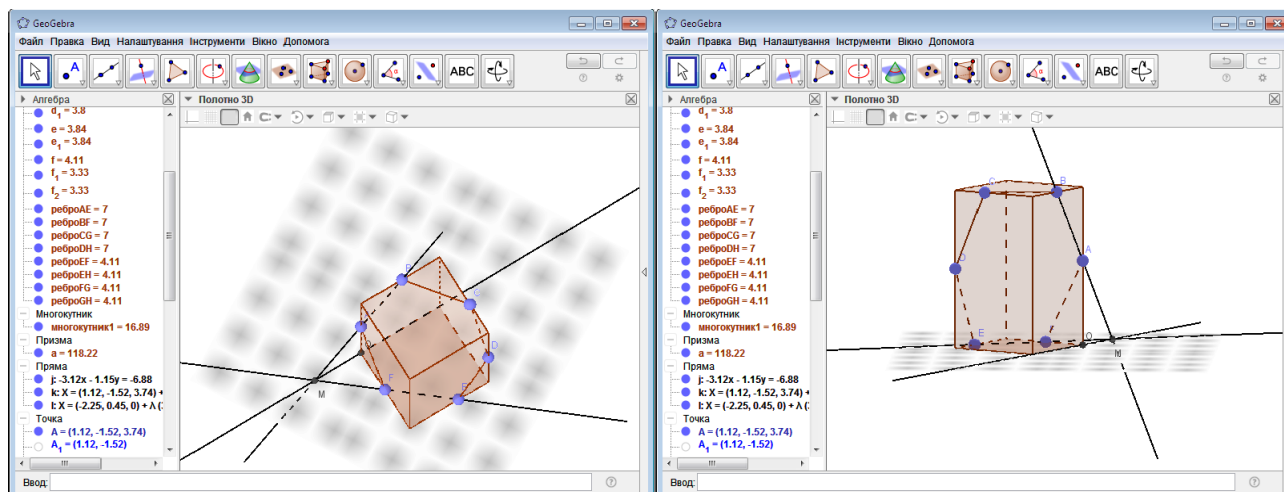 GeoGebra
Файл Правка Вид Налаштування Інструменти Вікно Допомога
ABC
Алгебра
d₁ = 3.8
e = 3.84
e₁ = 3.84
f = 4.11
f₁ = 3.33
f₂ = 3.33
реброAE = 7
реброBF = 7
реброCG = 7
реброDH = 7
реброEF = 4.11
реброEH = 4.11
реброFG = 4.11
реброGH = 4.11
Многокутник
многокутник1 = 16.89
Призма
a = 118.22
Пряма
j: -3.12x - 1.15y = -6.88
k: X = (1.12, -1.52, 3.74) +
l: X = (-2.25, 0.45, 0) + λ (
Точка
A = (1.12, -1.52, 3.74)
A₁ = (1.12, -1.52)
Полотно 3D
B
C
O
D
M
F
E
Ввод:
GeoGebra
Файл Правка Вид Налаштування Інструменти Вікно Допомога
ABC
Алгебра
d₁ = 3.8
e = 3.84
e₁ = 3.84
f = 4.11
f₁ = 3.33
f₂ = 3.33
реброAE = 7
реброBF = 7
реброCG = 7
реброDH = 7
реброEF = 4.11
реброEH = 4.11
реброFG = 4.11
реброGH = 4.11
Многокутник
многокутник1 = 16.89
Призма
a = 118.22
Пряма
j: -3.12x - 1.15y = -6.88
k: X = (1.12, -1.52, 3.74) +
l: X = (-2.25, 0.45, 0) + λ (
Точка
A = (1.12, -1.52, 3.74)
A₁ = (1.12, -1.52)
Полотно 3D
C
B
A
D
E
O
M
Ввод: